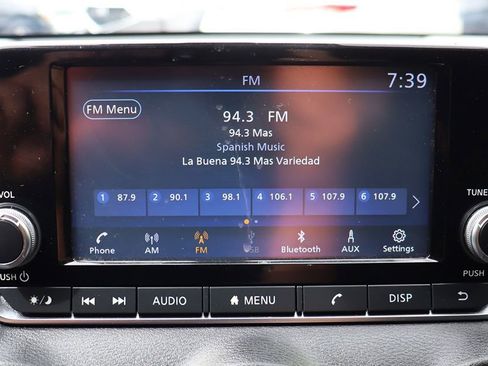 FM
7:39
FM Menu
94.3 FM
94.3 Mas
Spanish Music
La Buena 94.3 Mas Variedad
1 87.9 2 90.1 3 98.1 4 106.1 5 107.9 6 107.9
VOL
TUNE
Phone AM FM USB Bluetooth AUX Settings
PUSH
PUSH
AUDIO MENU DISP